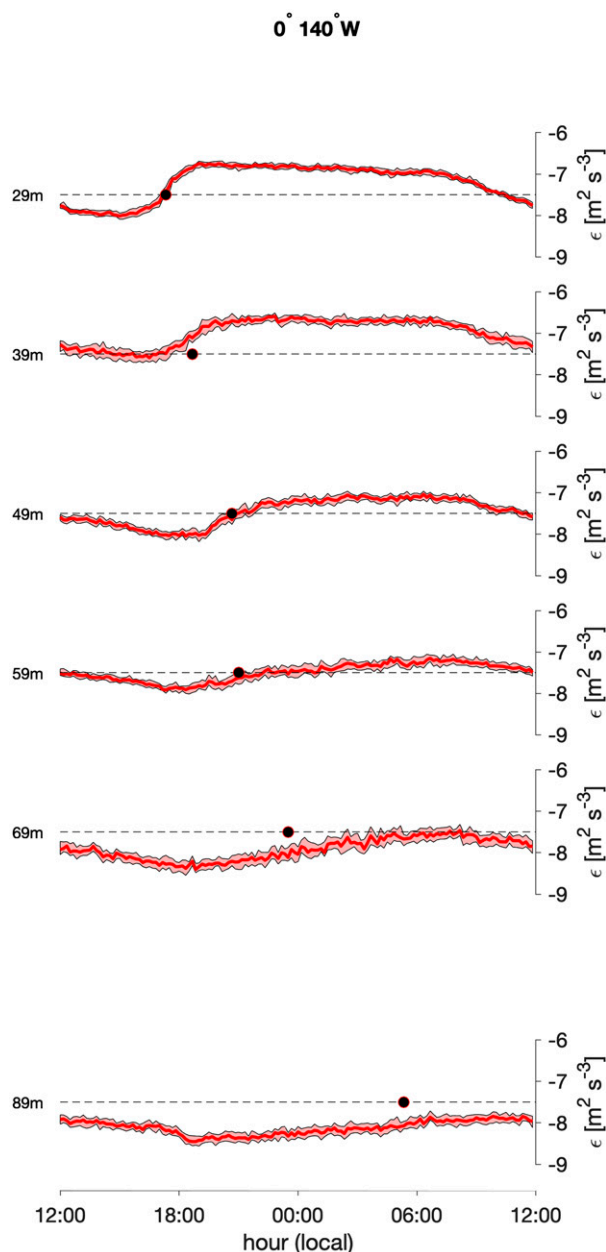 0° 140°W
-6
-7
29m
-8
-9
ϵ [m² s⁻³]
-6
-7
39m
-8
-9
ϵ [m² s⁻³]
-6
-7
49m
-8
-9
ϵ [m² s⁻³]
-6
-7
59m
-8
-9
ϵ [m² s⁻³]
-6
-7
69m
-8
-9
ϵ [m² s⁻³]
-6
-7
89m
-8
-9
ϵ [m² s⁻³]
12:00 18:00 00:00 06:00 12:00
hour (local)